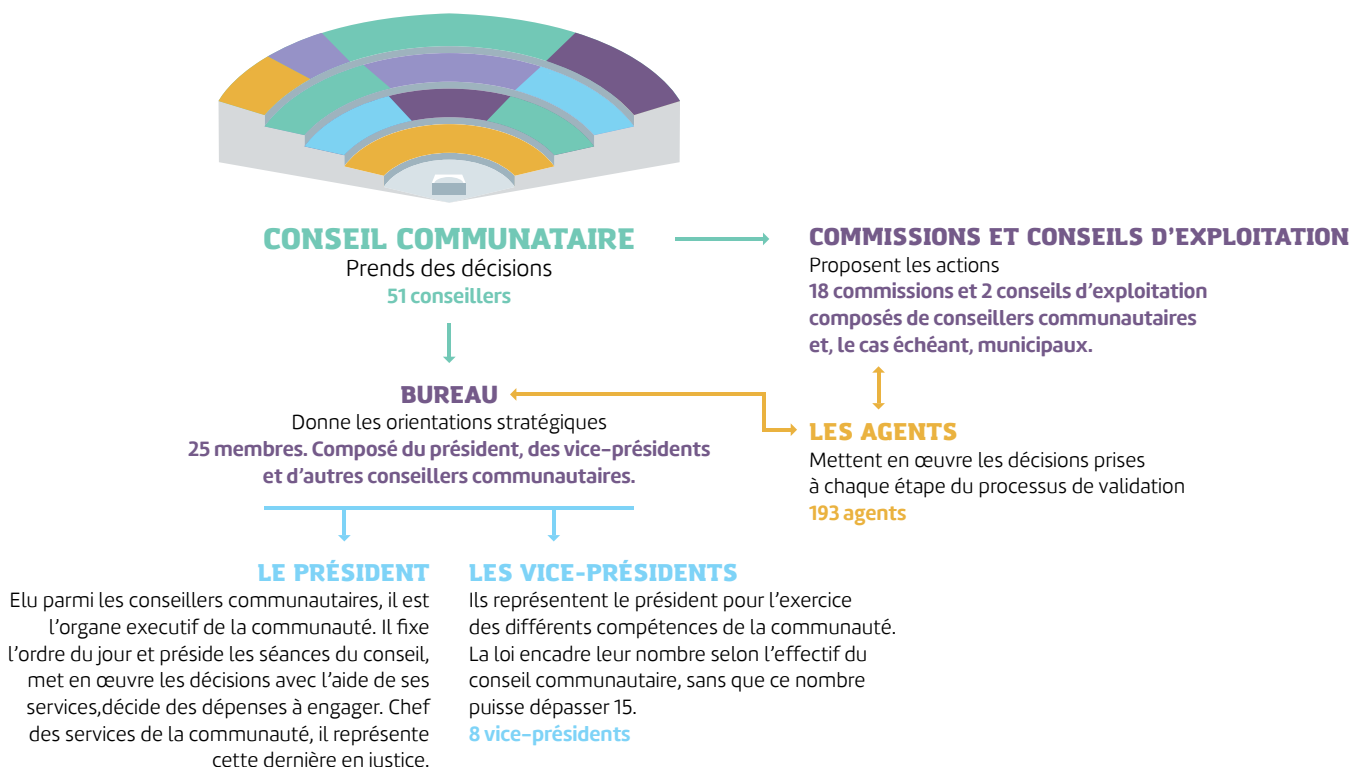 CONSEIL COMMUNATAIRE
Prends des décisions
51 conseillers
COMMISSIONS ET CONSEILS D'EXPLOITATION
Proposent les actions
18 commissions et 2 conseils d'exploitation
composés de conseillers communautaires
et, le cas échéant, municipaux.
BUREAU
Donne les orientations stratégiques
25 membres. Composé du président, des vice-présidents
et d'autres conseillers communautaires.
LES AGENTS
Mettent en œuvre les décisions prises
à chaque étape du processus de validation
193 agents
LE PRÉSIDENT
Elu parmi les conseillers communautaires, il est
l'organe executif de la communauté. Il fixe
l'ordre du jour et préside les séances du conseil,
met en œuvre les décisions avec l'aide de ses
services,décide des dépenses à engager. Chef
des services de la communauté, il représente
cette dernière en justice.
LES VICE-PRÉSIDENTS
Ils représentent le président pour l'exercice
des différents compétences de la communauté.
La loi encadre leur nombre selon l'effectif du
conseil communautaire, sans que ce nombre
puisse dépasser 15.
8 vice-présidents